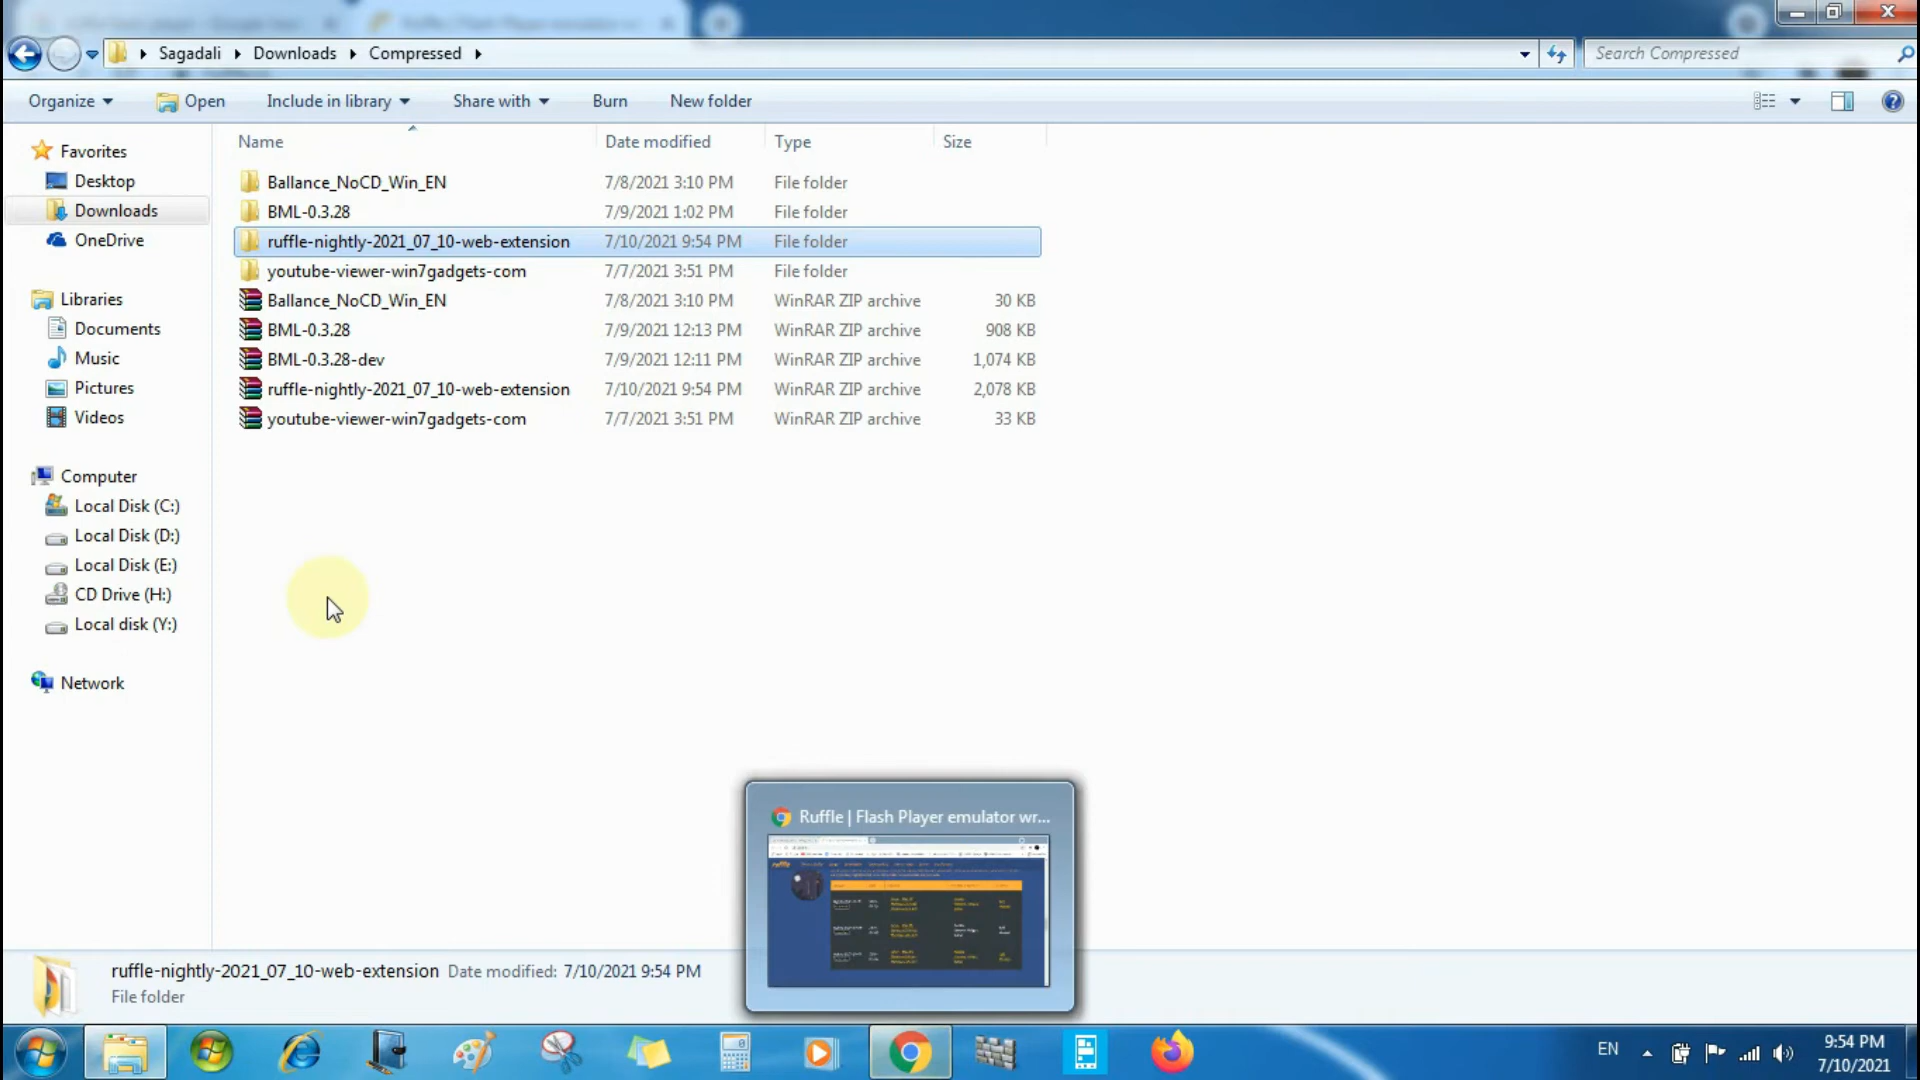 Sagadali Downloads Compressed
Search Compressed
Organize Open Include in library Share with Burn New folder
Name Date modified Type Size
Favorites
Desktop
Downloads
OneDrive
Libraries
Documents
Music
Pictures
Videos
Computer
Local Disk (C:)
Local Disk (D:)
Local Disk (E:)
CD Drive (H:)
Local disk (Y:)
Network
Ballance_NoCD_Win_EN 7/8/2021 3:10 PM File folder
BML-0.3.28 7/9/2021 1:02 PM File folder
ruffle-nightly-2021_07_10-web-extension 7/10/2021 9:54 PM File folder
youtube-viewer-win7gadgets-com 7/7/2021 3:51 PM File folder
Ballance_NoCD_Win_EN 7/8/2021 3:10 PM WinRAR ZIP archive 30 KB
BML-0.3.28 7/9/2021 12:13 PM WinRAR ZIP archive 908 KB
BML-0.3.28-dev 7/9/2021 12:11 PM WinRAR ZIP archive 1,074 KB
ruffle-nightly-2021_07_10-web-extension 7/10/2021 9:54 PM WinRAR ZIP archive 2,078 KB
youtube-viewer-win7gadgets-com 7/7/2021 3:51 PM WinRAR ZIP archive 33 KB
Ruffle | Flash Player emulator wr...
ruffle-nightly-2021_07_10-web-extension Date modified: 7/10/2021 9:54 PM
File folder
EN
9:54 PM
7/10/2021